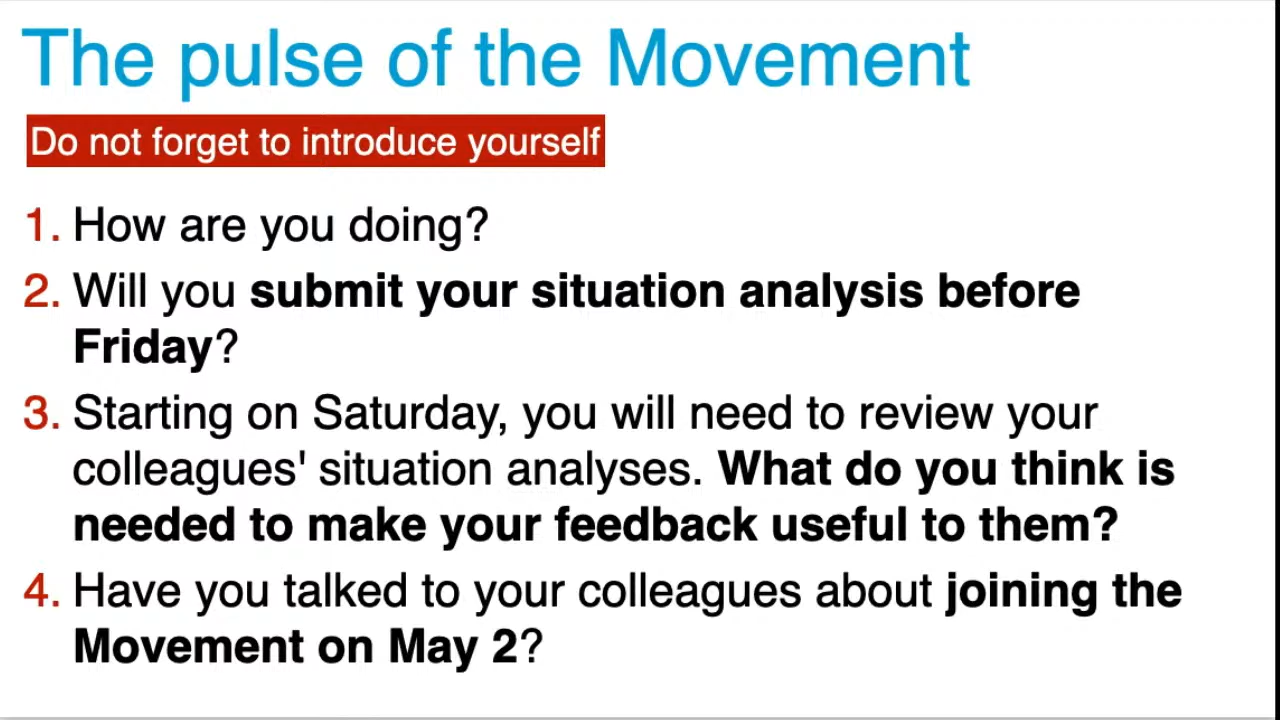 The pulse of the Movement
Do not forget to introduce yourself
1. How are you doing?
2. Will you submit your situation analysis before
Friday?
3. Starting on Saturday, you will need to review your
colleagues' situation analyses. What do you think is
needed to make your feedback useful to them?
4. Have you talked to your colleagues about joining the
Movement on May 2?